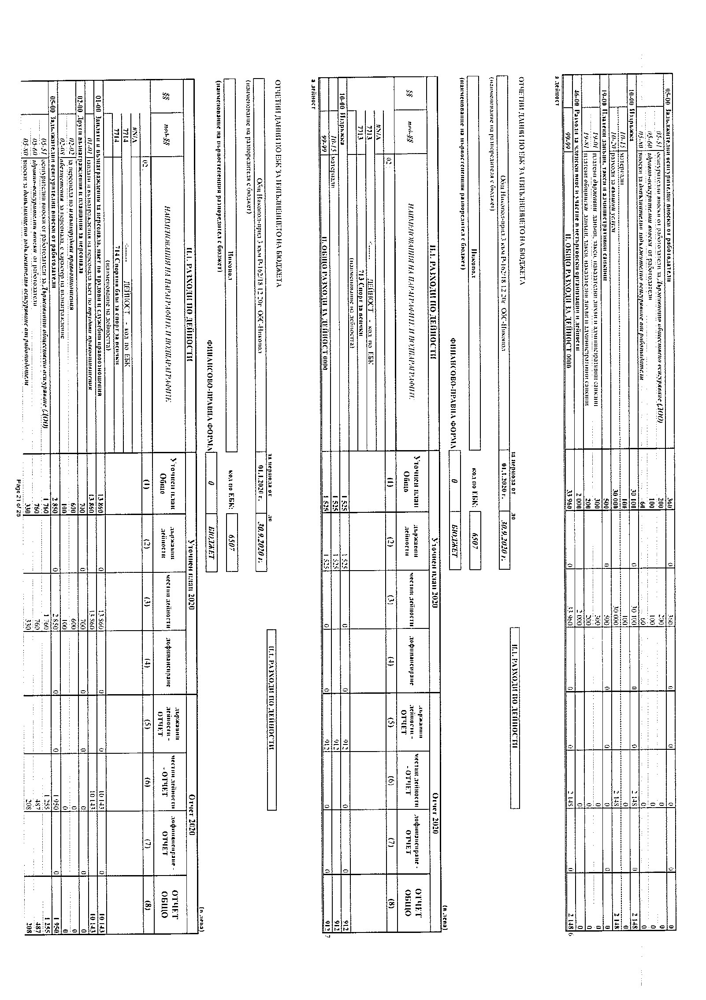 05-00 Задължителни осигурителни вноски от работодатели 360 0 360 0 0 0 0 0
05-51 осигурителни вноски от работодатели за Държавното обществено осигуряване (ДОО) 200 200 0 0
05-60 здравно-осигурителни вноски от работодатели 100 100 0 0
05-80 вноски за допълнително задължително осигуряване от работодатели 60 60 0 0
10-00 Издръжка 30 100 0 30 100 0 0 2 148 0 2 148
10-15 материали 100 100 0 0
10-20 разходи за външни услуги 30 000 30 000 2 148 2 148
19-00 Платени данъци, такси и административни санкции 500 0 500 0 0 0 0 0
19-01 платени държавни данъци, такси, наказателни лихви и административни санкции 300 300 0 0
19-81 платени общински данъци, такси, наказателни лихви и административни санкции 200 200 0 0
46-00 Разходи за членски внос и участие в нетърговски организации и дейности 2 000 2 000 0 0
99-99 II. ОБЩО РАЗХОДИ ЗА ДЕЙНОСТ 0000 33 960 0 33 960 0 0 2 148 0 2 148 6
а дейност
ОТЧЕТНИ ДАННИ ПО ЕБК ЗА ИЗПЪЛНЕНИЕТО НА БЮДЖЕТА
за периода от до
II.1. РАЗХОДИ ПО ДЕЙНОСТИ
Общ Никопол-прил 3 към Р-162/18 12 20г ОбС-Никопол 01.1.2020 г. 30.9.2020 г.
(наименование на разпоредителя с бюджет)
Никопол код по ЕБК: 6507
(наименование на първостепенния разпоредител с бюджет)
ФИНАНСОВО-ПРАВНА ФОРМА 0 БЮДЖЕТ
(в лева)
II.1. РАЗХОДИ ПО ДЕЙНОСТИ Уточнен план 2020 Отчет 2020
§§ под-§§ НАИМЕНОВАНИЯ НА ПАРАГРАФИТЕ И ПОДПАРАГРАФИТЕ Уточнен план Общо държавни дейности местни дейности дофинансиране държавни дейности - ОТЧЕТ местни дейности - ОТЧЕТ дофинансиране - ОТЧЕТ ОТЧЕТ ОБЩО
02 (1) (2) (3) (4) (5) (6) (7) (8)
#N/A
7713 <------ ДЕЙНОСТ - код по ЕБК
7713 713 Спорт за всички
(наименование на дейността)
10-00 Издръжка 1 525 1 525 0 0 912 0 0 912
10-15 материали 1 525 1 525 912 912
99-99 II. ОБЩО РАЗХОДИ ЗА ДЕЙНОСТ 0000 1 525 1 525 0 0 912 0 0 912 7
а дейност
ОТЧЕТНИ ДАННИ ПО ЕБК ЗА ИЗПЪЛНЕНИЕТО НА БЮДЖЕТА
за периода от до
II.1. РАЗХОДИ ПО ДЕЙНОСТИ
Общ Никопол-прил 3 към Р-162/18 12 20г ОбС-Никопол 01.1.2020 г. 30.9.2020 г.
(наименование на разпоредителя с бюджет)
Никопол код по ЕБК: 6507
(наименование на първостепенния разпоредител с бюджет)
ФИНАНСОВО-ПРАВНА ФОРМА 0 БЮДЖЕТ
(в лева)
II.1. РАЗХОДИ ПО ДЕЙНОСТИ Уточнен план 2020 Отчет 2020
§§ под-§§ НАИМЕНОВАНИЯ НА ПАРАГРАФИТЕ И ПОДПАРАГРАФИТЕ Уточнен план Общо държавни дейности местни дейности дофинансиране държавни дейности - ОТЧЕТ местни дейности - ОТЧЕТ дофинансиране - ОТЧЕТ ОТЧЕТ ОБЩО
02 (1) (2) (3) (4) (5) (6) (7) (8)
#N/A
7714 <------ ДЕЙНОСТ - код по ЕБК
7714 714 Спортни бази за спорт за всички
(наименование на дейността)
01-00 Заплати и възнаграждения за персонала, нает по трудови и служебни правоотношения 13 860 0 13 860 0 0 10 143 0 10 143
01-01 заплати и възнаграждения на персонала нает по трудови правоотношения 13 860 13 860 10 143 10 143
02-00 Други възнаграждения и плащания за персонала 700 0 700 0 0 0 0 0
02-02 за персонала по извънтрудови правоотношения 600 600 0 0
02-08 обезщетения за персонала, с характер на възнаграждение 100 100 0 0
05-00 Задължителни осигурителни вноски от работодатели 2 850 0 2 850 0 0 1 950 0 1 950
05-51 осигурителни вноски от работодатели за Държавното обществено осигуряване (ДОО) 1 760 1 760 1 255 1 255
05-60 здравно-осигурителни вноски от работодатели 760 760 487 487
05-80 вноски за допълнително задължително осигуряване от работодатели 330 330 208 208
Page 21 of 28